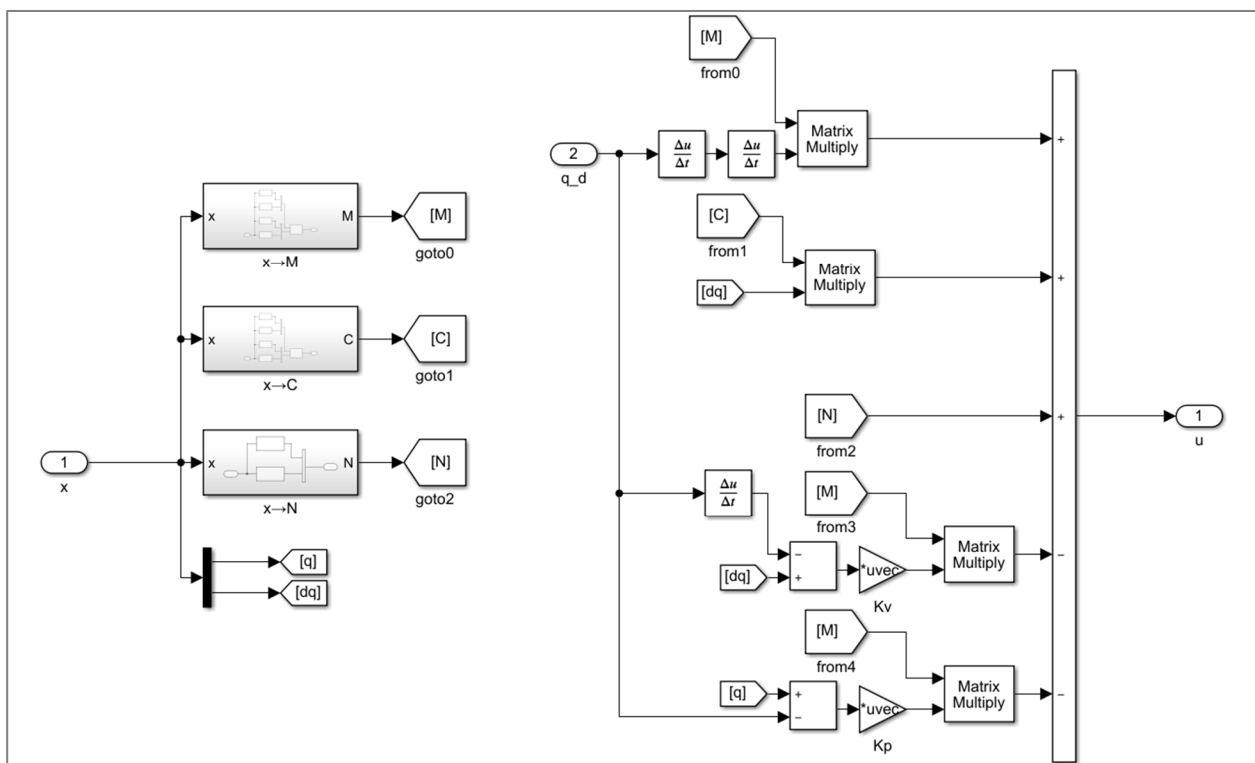 [M]
from0
Matrix
Multiply
+
2
q_d
Δu
Δt
Δu
Δt
x
M
x→M
[M]
goto0
[C]
from1
[dq]
Matrix
Multiply
+
x
C
x→C
[C]
goto1
[N]
from2
+
1
u
1
x
x
N
x→N
[N]
goto2
Δu
Δt
[M]
from3
Matrix
Multiply
−
[q]
[dq]
[dq]
−
+
*uvec
Kv
[M]
from4
Matrix
Multiply
−
[q]
+
−
*uvec
Kp